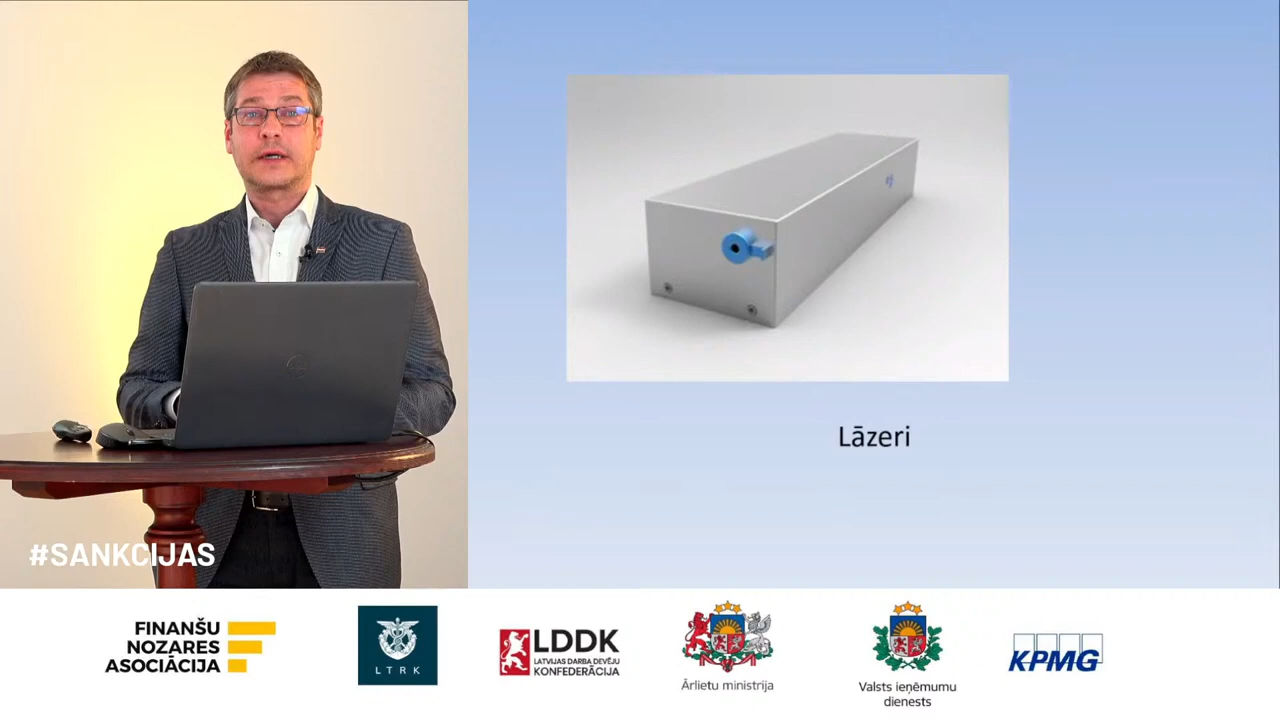 Lāzeri
#SANKCIJAS
FINANŠU
NOZARES
ASOCIĀCIJA
LTRK
LDDK
LATVIJAS DARBA DEVĒJU
KONFEDERĀCIJA
Ārlietu ministrija
Valsts ieņēmumu
dienests
KPMG